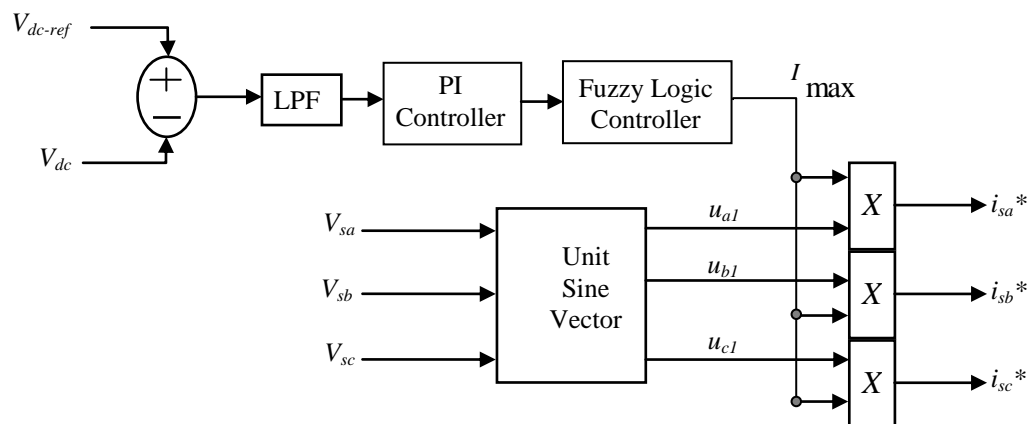 V_dc-ref
+
−
V_dc
LPF
PI
Controller
Fuzzy Logic
Controller
I max
V_sa
V_sb
V_sc
Unit
Sine
Vector
u_a1
u_b1
u_c1
X
X
X
i_sa*
i_sb*
i_sc*